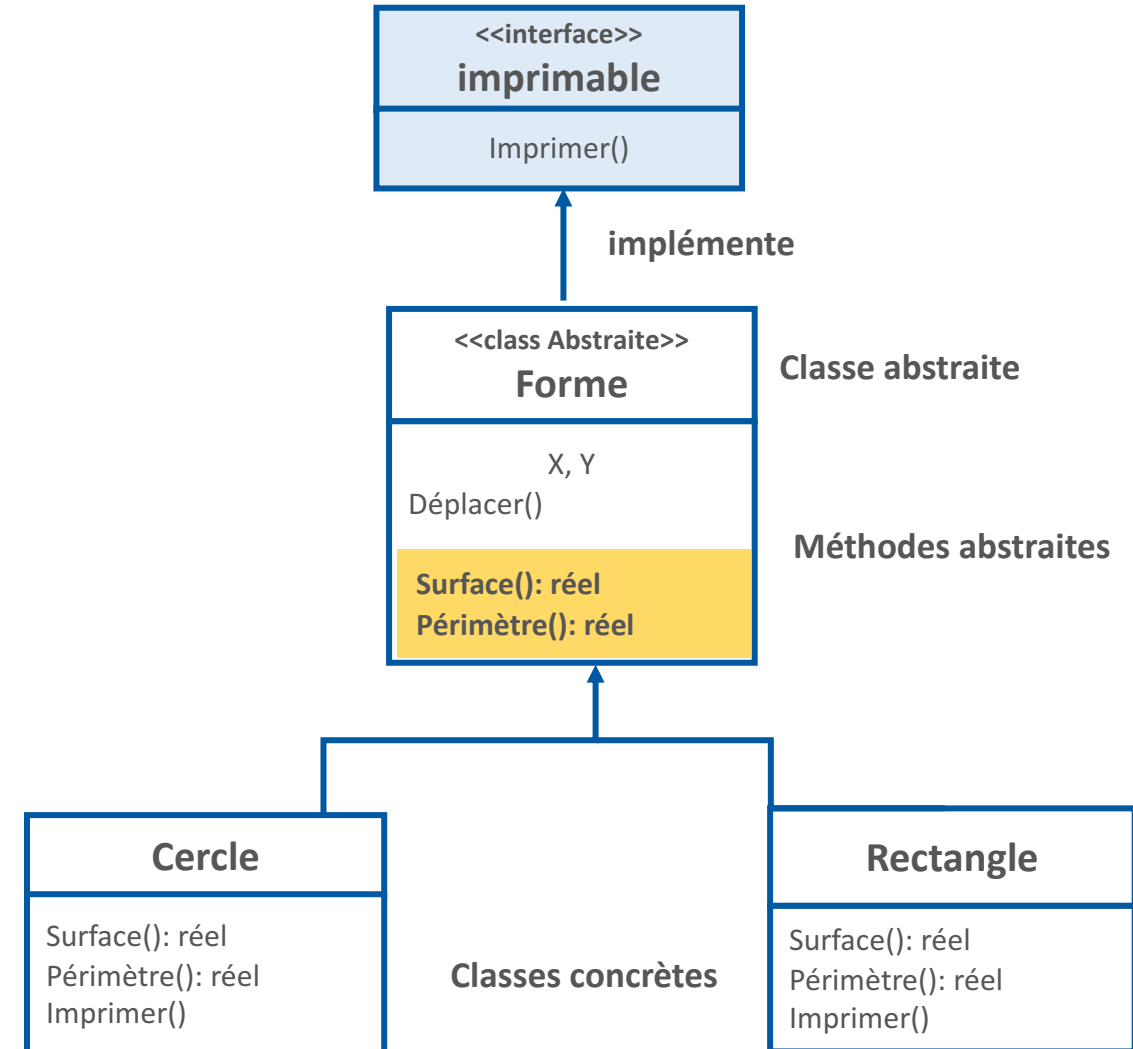 <<interface>>
imprimable
Imprimer()
implémente
<<class Abstraite>>
Forme
Classe abstraite
X, Y
Déplacer()
Méthodes abstraites
Surface(): réel
Périmètre(): réel
Cercle
Surface(): réel
Périmètre(): réel
Imprimer()
Classes concrètes
Rectangle
Surface(): réel
Périmètre(): réel
Imprimer()